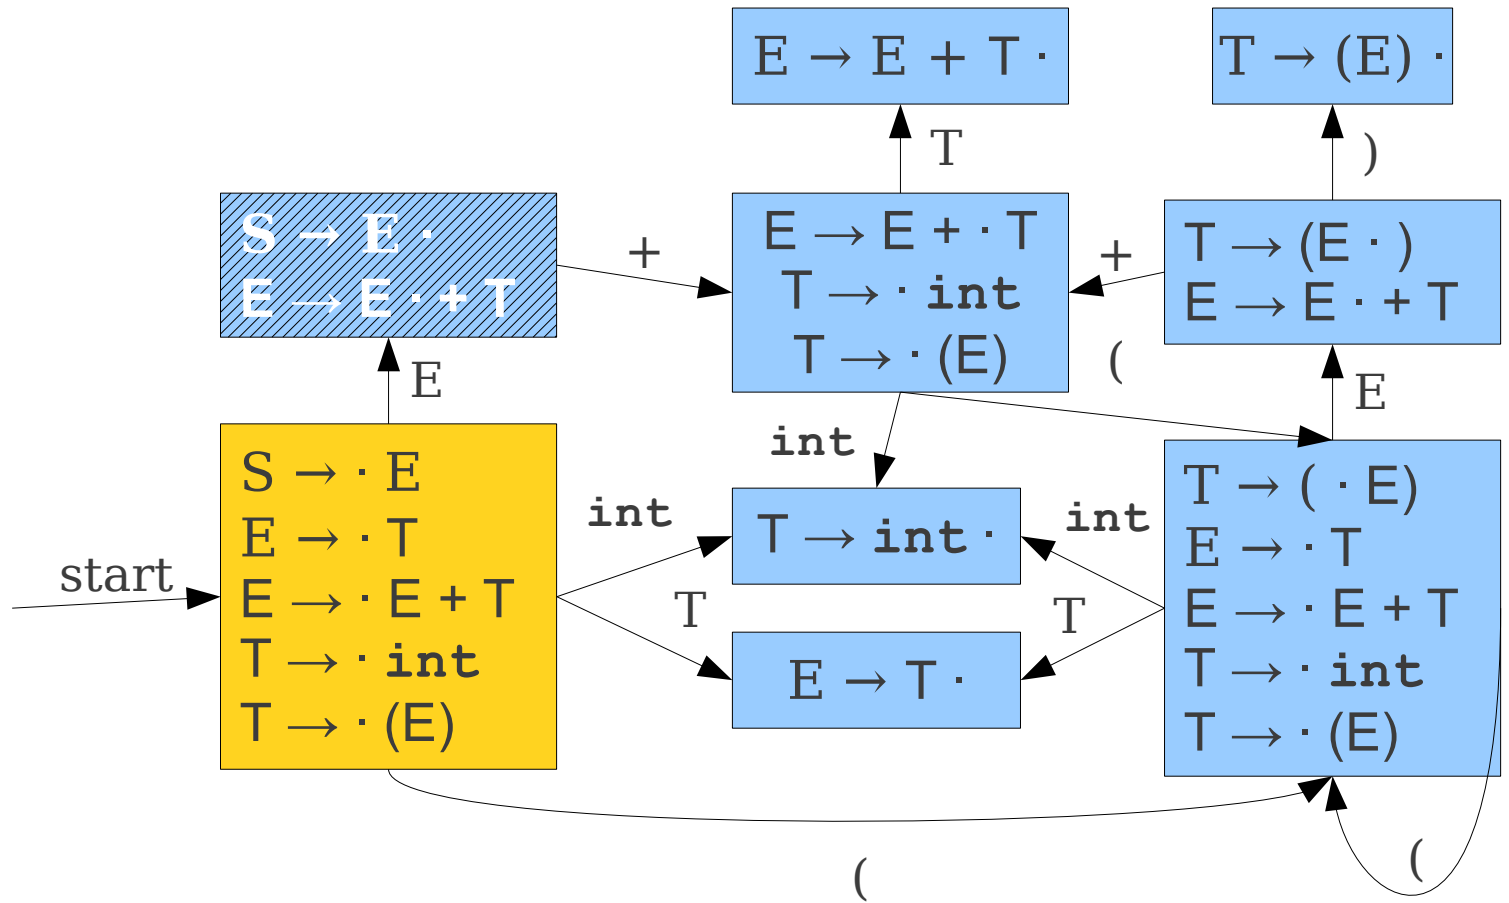 E → E + T ·
T → (E) ·
T
)
S → E ·
E → E · + T
+
E → E + · T
T → · int
T → · (E)
+
T → (E · )
E → E · + T
E
(
E
int
S → · E
E → · T
E → · E + T
T → · int
T → · (E)
start
int
T
T → int ·
int
T
E → T ·
T → ( · E)
E → · T
E → · E + T
T → · int
T → · (E)
(
(